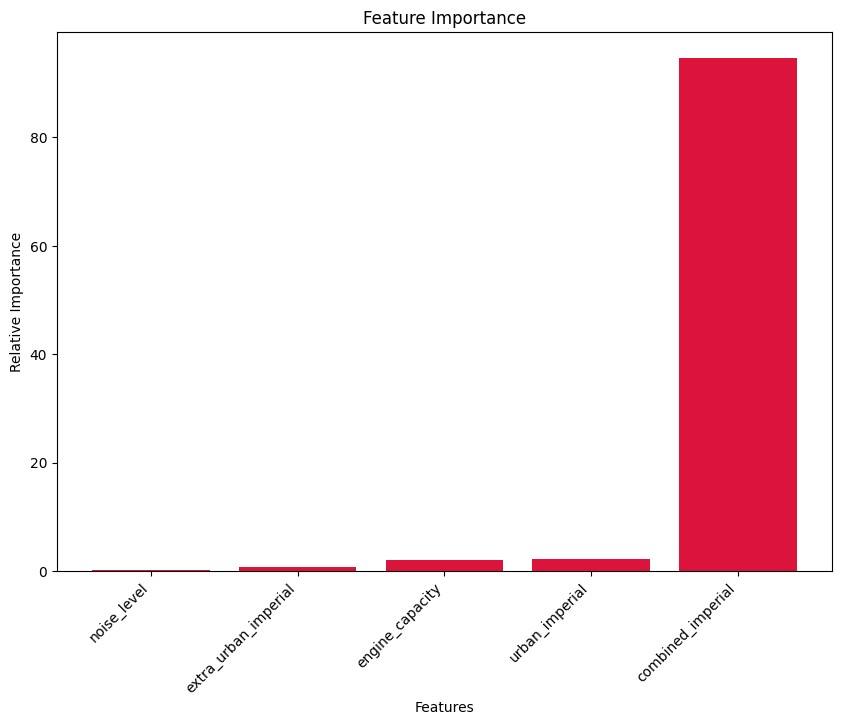 Feature Importance
Relative Importance
80
60
40
20
0
noise_level
extra_urban_imperial
engine_capacity
urban_imperial
combined_imperial
Features